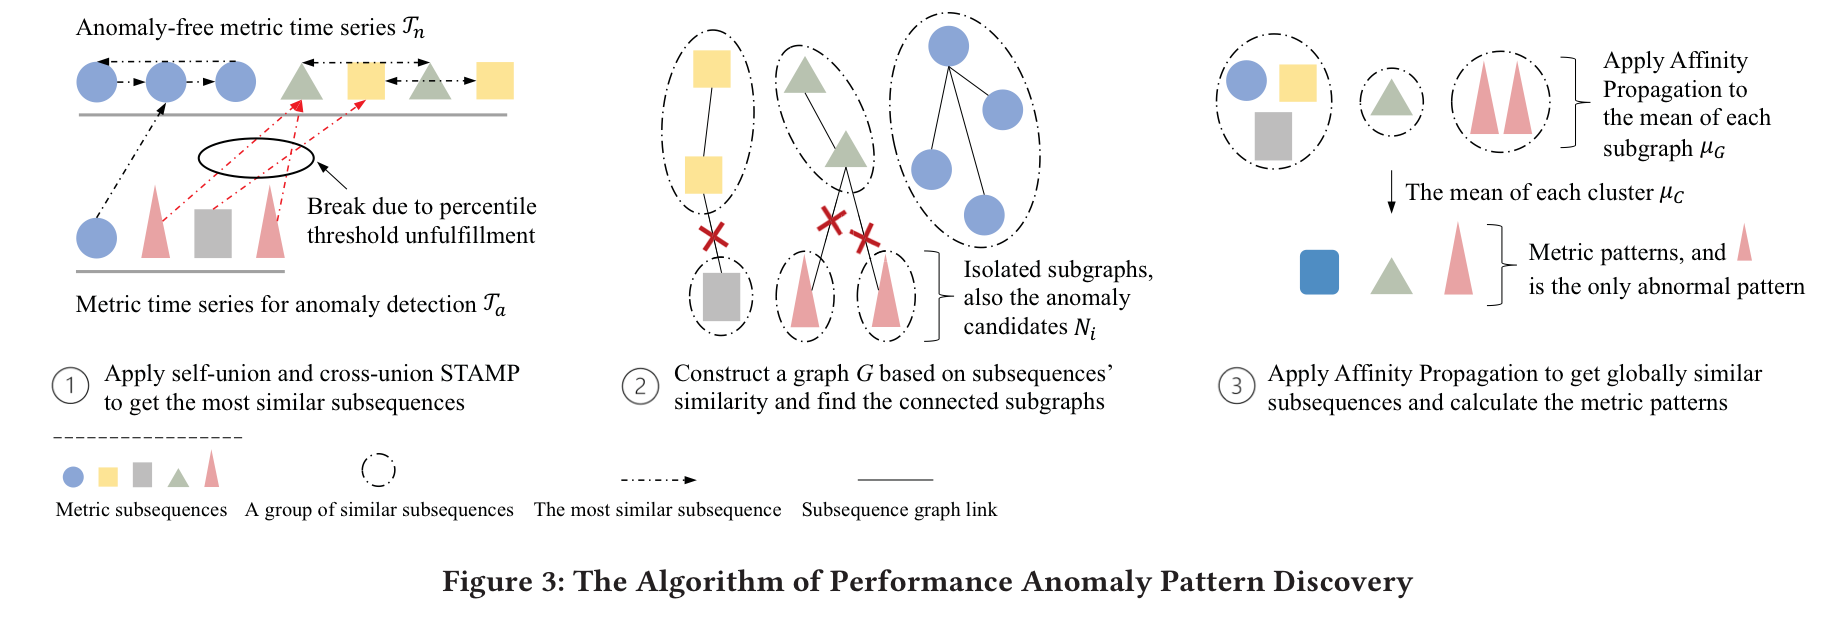 Anomaly-free metric time series 𝒯n
Break due to percentile
threshold unfulfillment
Metric time series for anomaly detection 𝒯a
1 Apply self-union and cross-union STAMP
to get the most similar subsequences
Isolated subgraphs,
also the anomaly
candidates Ni
2 Construct a graph G based on subsequences’
similarity and find the connected subgraphs
Apply Affinity
Propagation to
the mean of each
subgraph μG
The mean of each cluster μC
Metric patterns, and
is the only abnormal pattern
3 Apply Affinity Propagation to get globally similar
subsequences and calculate the metric patterns
Metric subsequences
A group of similar subsequences
The most similar subsequence
Subsequence graph link
Figure 3: The Algorithm of Performance Anomaly Pattern Discovery